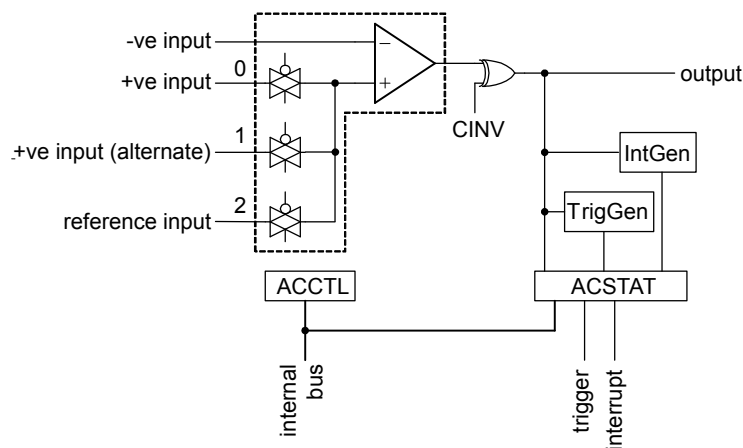 -ve input
+ve input
0
+ve input (alternate)
1
reference input
2
−
+
CINV
output
IntGen
TrigGen
ACCTL
ACSTAT
internal
bus
trigger
interrupt